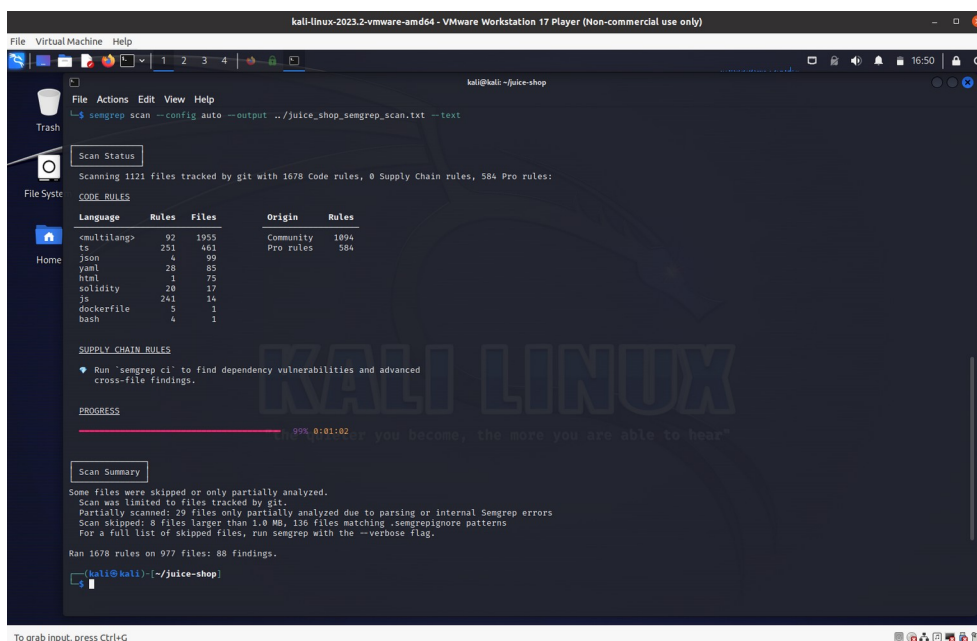 kali-linux-2023.2-vmware-amd64 - VMware Workstation 17 Player (Non-commercial use only)
File Virtual Machine Help
1 2 3 4
16:50
kali@kali: ~/juice-shop
File Actions Edit View Help
└─$ semgrep scan --config auto --output ../juice_shop_semgrep_scan.txt --text
Trash
File Syste
Home
Scan Status
Scanning 1121 files tracked by git with 1678 Code rules, 0 Supply Chain rules, 584 Pro rules:
CODE RULES
Language Rules Files Origin Rules
<multilang> 92 1955 Community 1094
ts 251 461 Pro rules 584
json 4 99
yaml 28 85
html 1 75
solidity 20 17
js 241 14
dockerfile 5 1
bash 4 1
SUPPLY CHAIN RULES
Run `semgrep ci` to find dependency vulnerabilities and advanced
cross-file findings.
KALI LINUX
PROGRESS
99% 0:01:02
you become, the more you are able to hear"
Scan Summary
Some files were skipped or only partially analyzed.
Scan was limited to files tracked by git.
Partially scanned: 29 files only partially analyzed due to parsing or internal Semgrep errors
Scan skipped: 8 files larger than 1.0 MB, 136 files matching .semgrepignore patterns
For a full list of skipped files, run semgrep with the --verbose flag.
Ran 1678 rules on 977 files: 88 findings.
┌──(kali㉿kali)-[~/juice-shop]
└─$
To grab input, press Ctrl+G